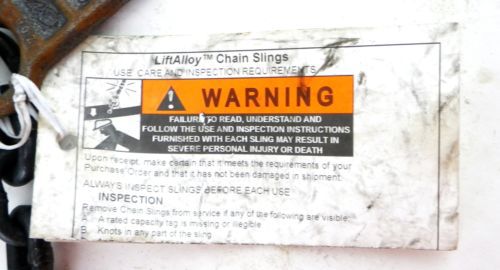 LiftAlloy™ Chain Slings
USE, CARE AND INSPECTION REQUIREMENTS
WARNING
FAILURE TO READ, UNDERSTAND AND
FOLLOW THE USE AND INSPECTION INSTRUCTIONS
FURNISHED WITH EACH SLING MAY RESULT IN
SEVERE PERSONAL INJURY OR DEATH
Upon receipt, make certain that it meets the requirements of your
Purchase Order and that it has not been damaged in shipment.
ALWAYS INSPECT SLINGS BEFORE EACH USE
INSPECTION
Remove Chain Slings from service if any of the following are visible:
A. A rated capacity tag is missing or illegible.
B. Knots in any part of the sling.